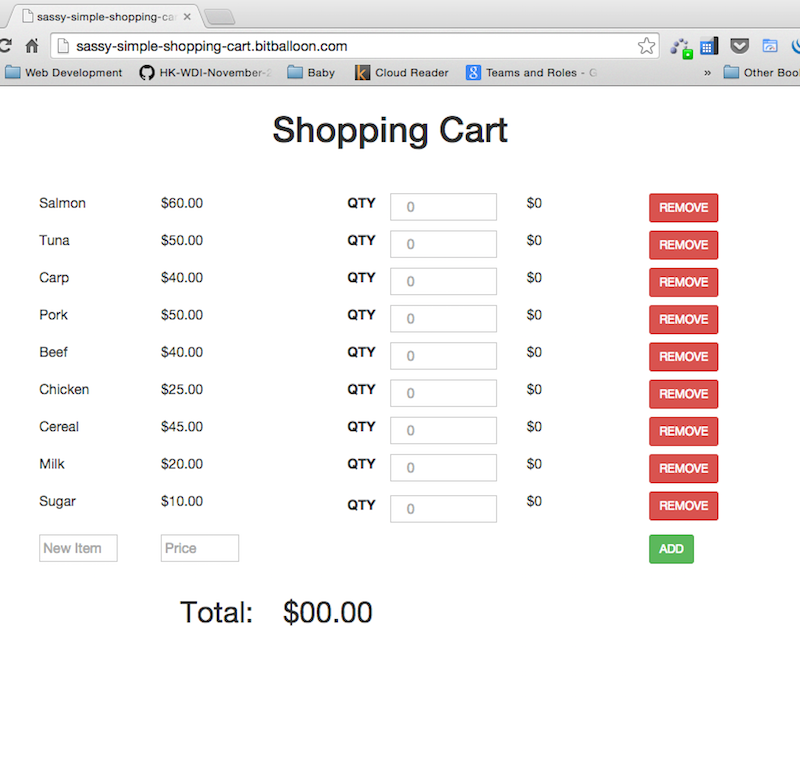 sassy-simple-shopping-ca
sassy-simple-shopping-cart.bitballoon.com
Web Development HK-WDI-November-2 Baby Cloud Reader Teams and Roles - G » Other Boo
Shopping Cart
Salmon $60.00 QTY 0 $0 REMOVE
Tuna $50.00 QTY 0 $0 REMOVE
Carp $40.00 QTY 0 $0 REMOVE
Pork $50.00 QTY 0 $0 REMOVE
Beef $40.00 QTY 0 $0 REMOVE
Chicken $25.00 QTY 0 $0 REMOVE
Cereal $45.00 QTY 0 $0 REMOVE
Milk $20.00 QTY 0 $0 REMOVE
Sugar $10.00 QTY 0 $0 REMOVE
New Item Price ADD
Total: $00.00